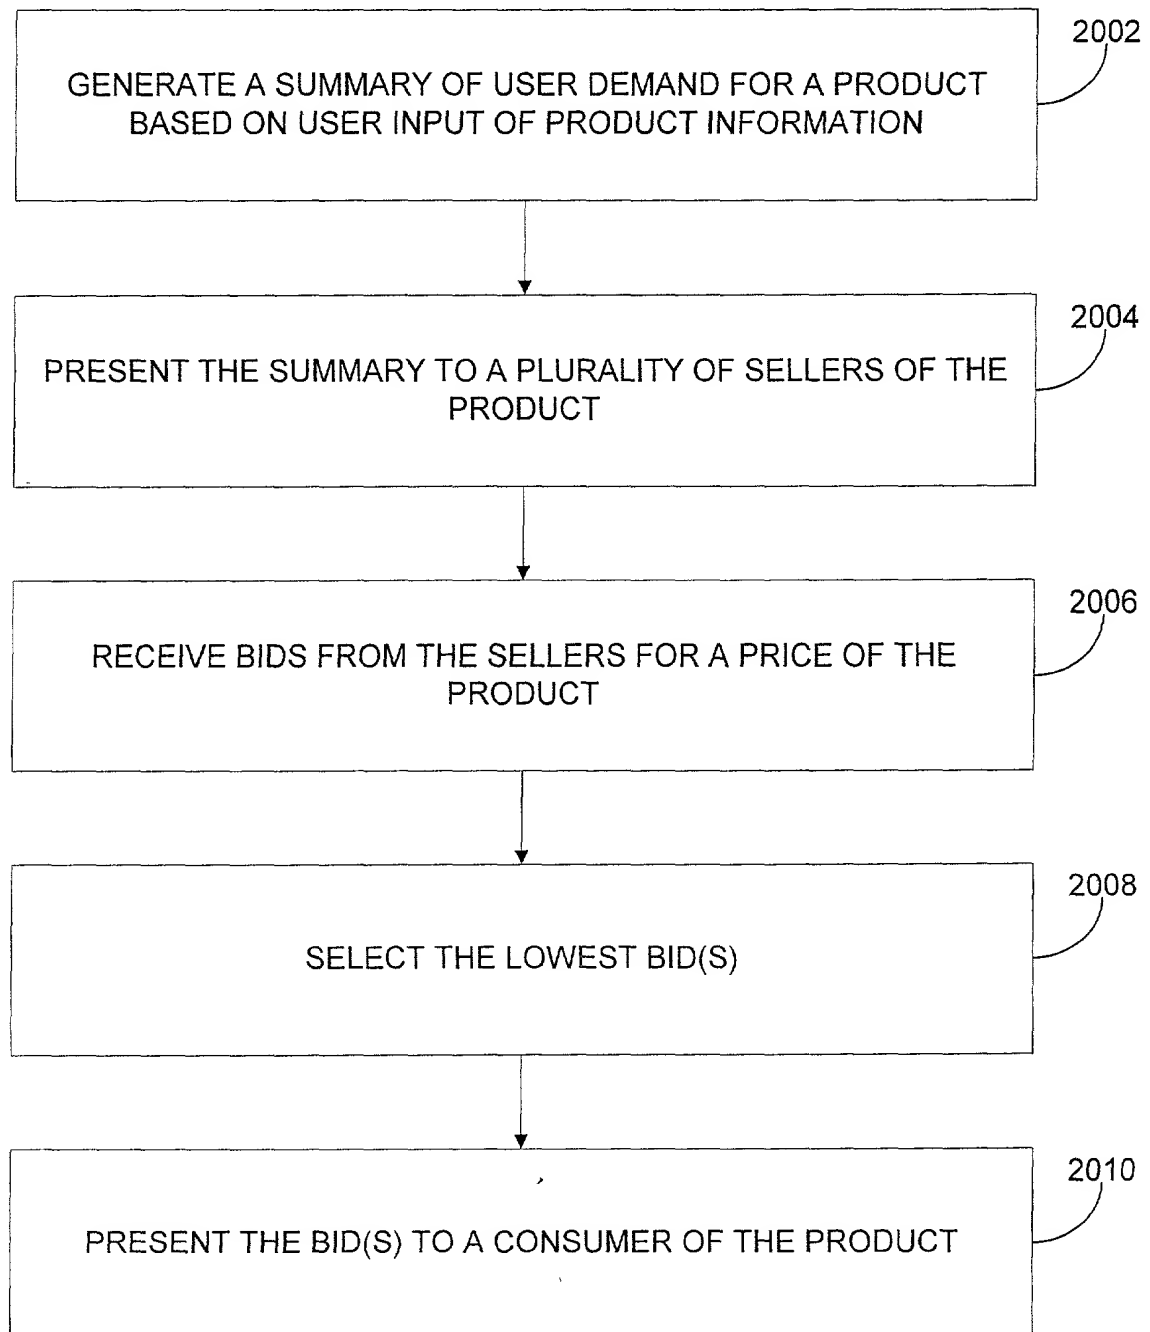 2002
GENERATE A SUMMARY OF USER DEMAND FOR A PRODUCT
BASED ON USER INPUT OF PRODUCT INFORMATION
2004
PRESENT THE SUMMARY TO A PLURALITY OF SELLERS OF THE
PRODUCT
2006
RECEIVE BIDS FROM THE SELLERS FOR A PRICE OF THE
PRODUCT
2008
SELECT THE LOWEST BID(S)
2010
PRESENT THE BID(S) TO A CONSUMER OF THE PRODUCT